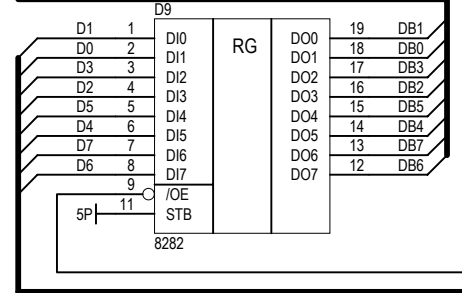 D9
D1 1 DI0 RG DO0 19 DB1
D0 2 DI1 DO1 18 DB0
D3 3 DI2 DO2 17 DB3
D2 4 DI3 DO3 16 DB2
D5 5 DI4 DO4 15 DB5
D4 6 DI5 DO5 14 DB4
D7 7 DI6 DO6 13 DB7
D6 8 DI7 DO7 12 DB6
9 /OE
5P 11 STB
8282